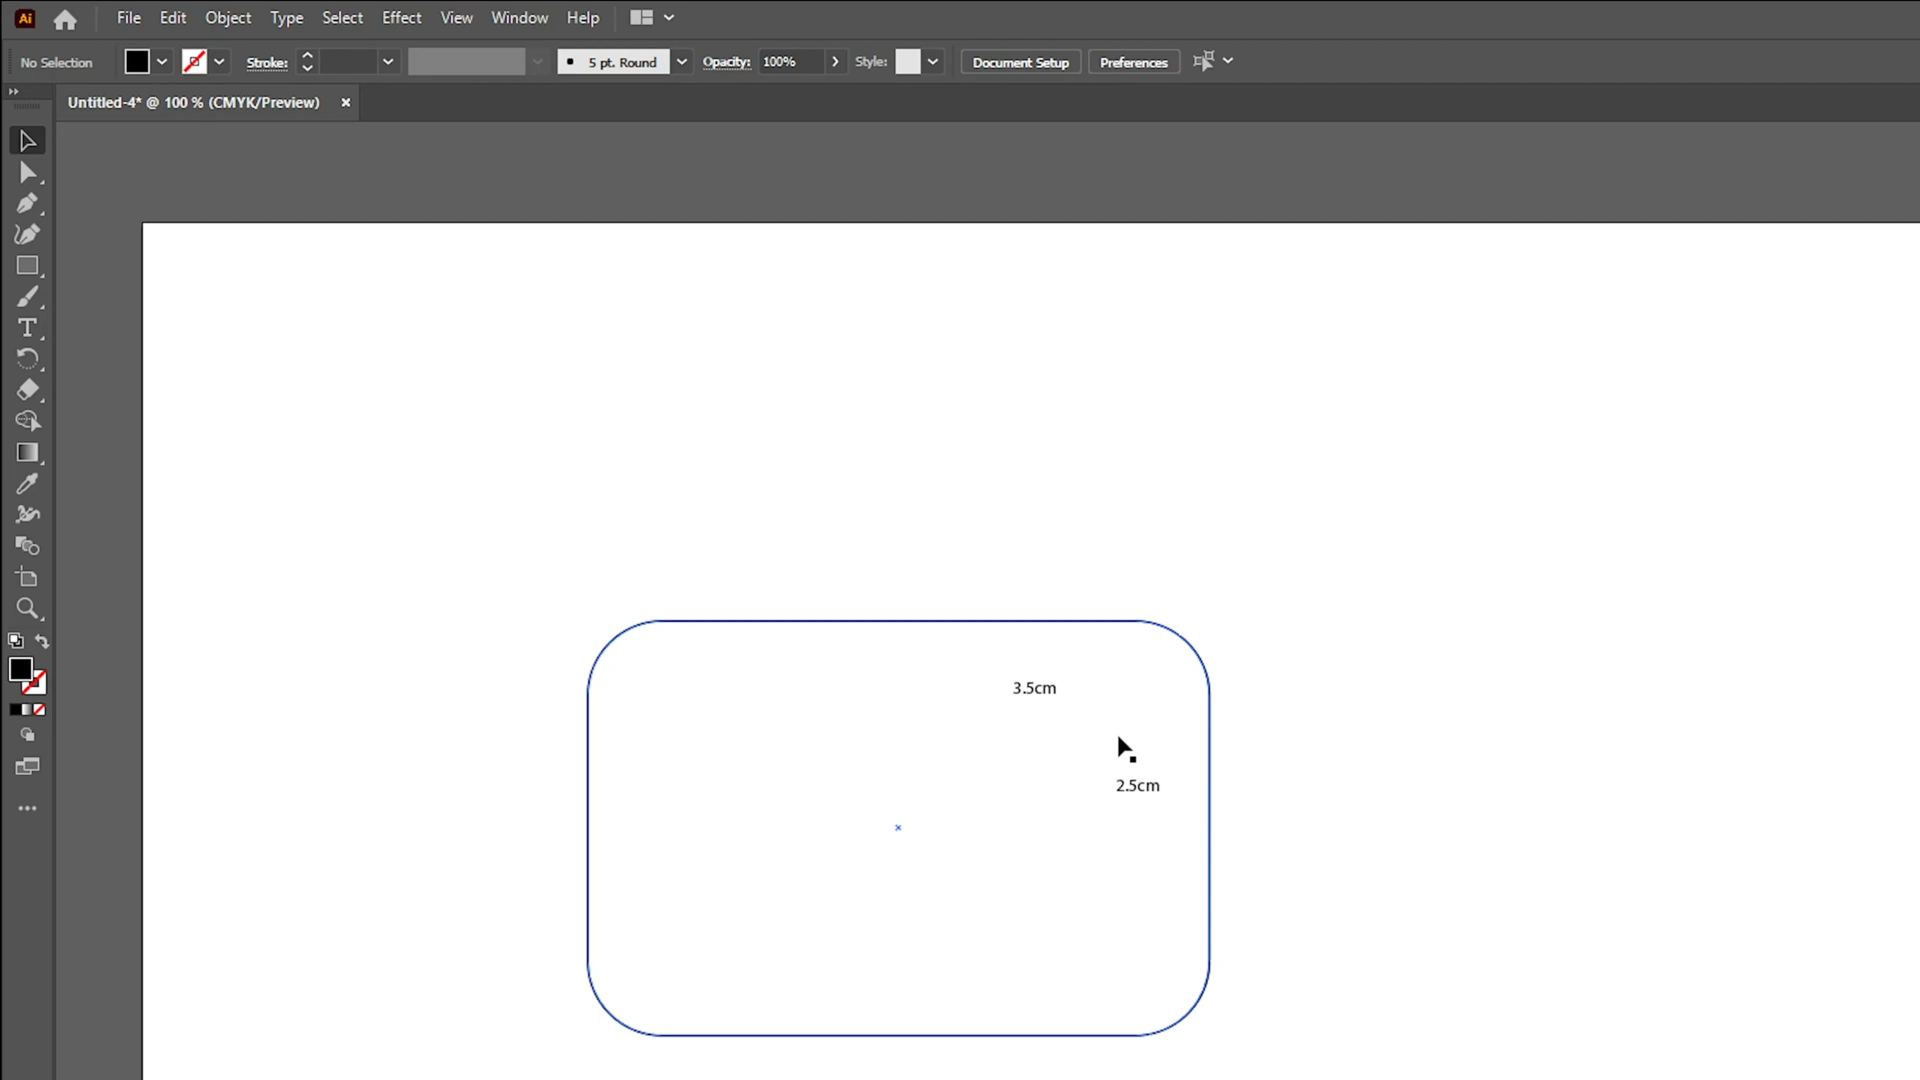 Ai File Edit Object Type Select Effect View Window Help
No Selection Stroke: 5 pt. Round Opacity: 100% Style: Document Setup Preferences
Untitled-4* @ 100 % (CMYK/Preview)
3.5cm
2.5cm